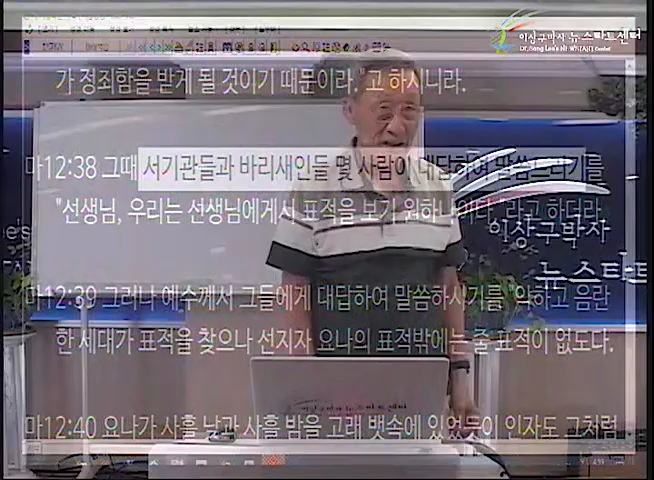 이상구박사 뉴스타트센터
가 정죄함을 받게 될 것이기 때문이라."고 하시니라.
마12:38 그때 서기관들과 바리새인들 몇 사람이 대답하여 말씀드리기를
"선생님, 우리는 선생님에게서 표적을 보기 원하나이다."라고 하더라.
이상구박사
뉴스타트
마12:39 그러나 예수께서 그들에게 대답하여 말씀하시기를 "악하고 음란
한 세대가 표적을 찾으나 선지자 요나의 표적밖에는 줄 표적이 없도다.
마12:40 요나가 사흘 낮과 사흘 밤을 고래 뱃속에 있었듯이 인자도 그처럼